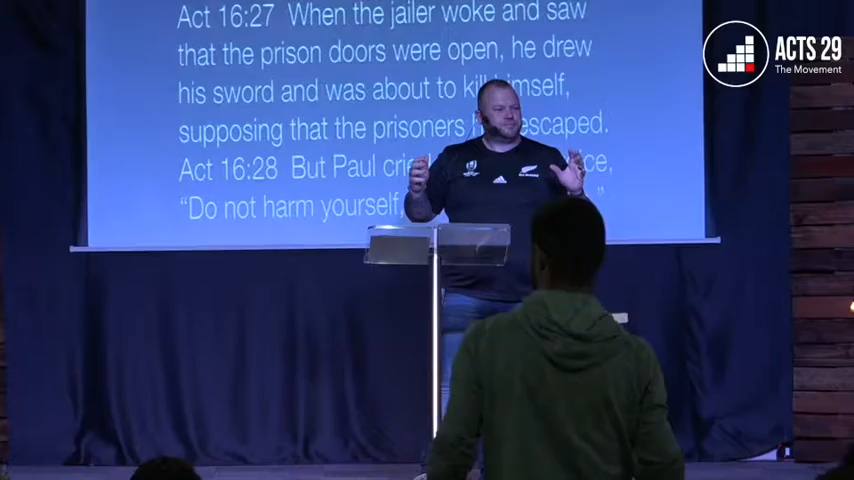 Act 16:27 When the jailer woke and saw
that the prison doors were open, he drew
his sword and was about to kill himself,
supposing that the prisoners escaped.
Act 16:28 But Paul
“Do not harm yourself,
ACTS 29
The Movement